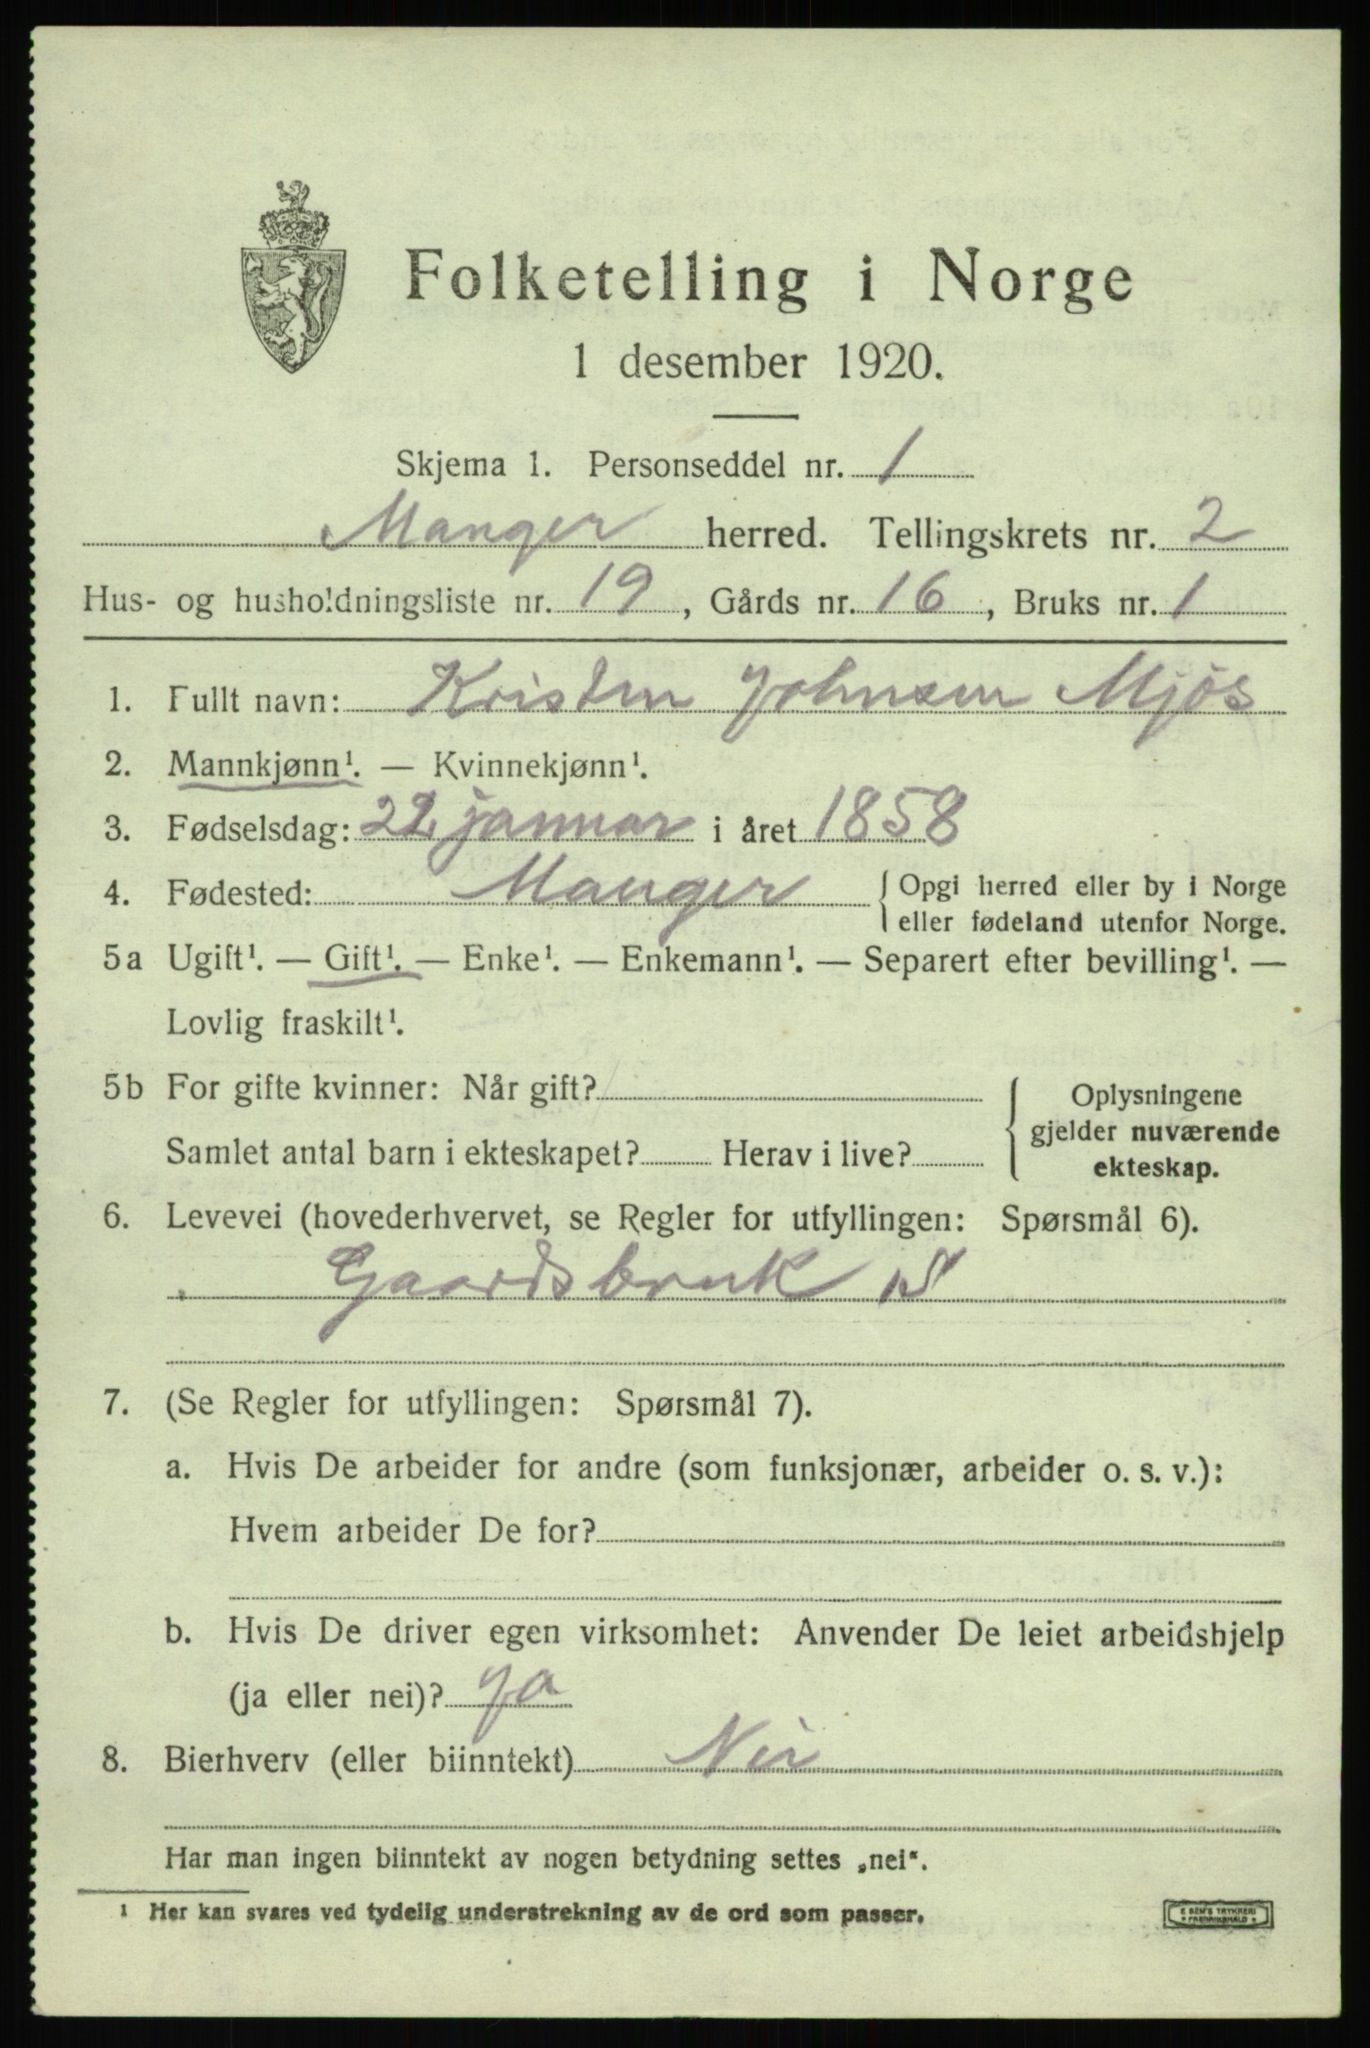 Folketelling i Norge
1 desember 1920.
Skjema 1. Personseddel nr. 1
Manger herred. Tellingskrets nr. 2
Hus- og husholdningsliste nr. 19, Gårds nr. 16, Bruks nr. 1
1. Fullt navn: Kristen Johnsen Mjøs
2. Mannkjønn¹. — Kvinnekjønn¹.
3. Fødselsdag: 22 januar i året 1858
4. Fødested: Manger { Opgi herred eller by i Norge
eller fødeland utenfor Norge.
5a Ugift¹. — Gift¹. — Enke¹. — Enkemann¹. — Separert efter bevilling¹. —
Lovlig fraskilt¹.
5b For gifte kvinner: Når gift?
Samlet antal barn i ekteskapet? Herav i live?
{ Oplysningene
gjelder nuværende
ekteskap.
6. Levevei (hovederhvervet, se Regler for utfyllingen: Spørsmål 6).
Gaardsbruk S
7. (Se Regler for utfyllingen: Spørsmål 7).
a. Hvis De arbeider for andre (som funksjonær, arbeider o. s. v.):
Hvem arbeider De for?
b. Hvis De driver egen virksomhet: Anvender De leiet arbeidshjelp
(ja eller nei)? ja
8. Bierhverv (eller biinntekt) Nei
Har man ingen biinntekt av nogen betydning settes „nei“.
¹ Her kan svares ved tydelig understrekning av de ord som passer.
E SEM'S TRYKKERI
FREDRIKSHALD